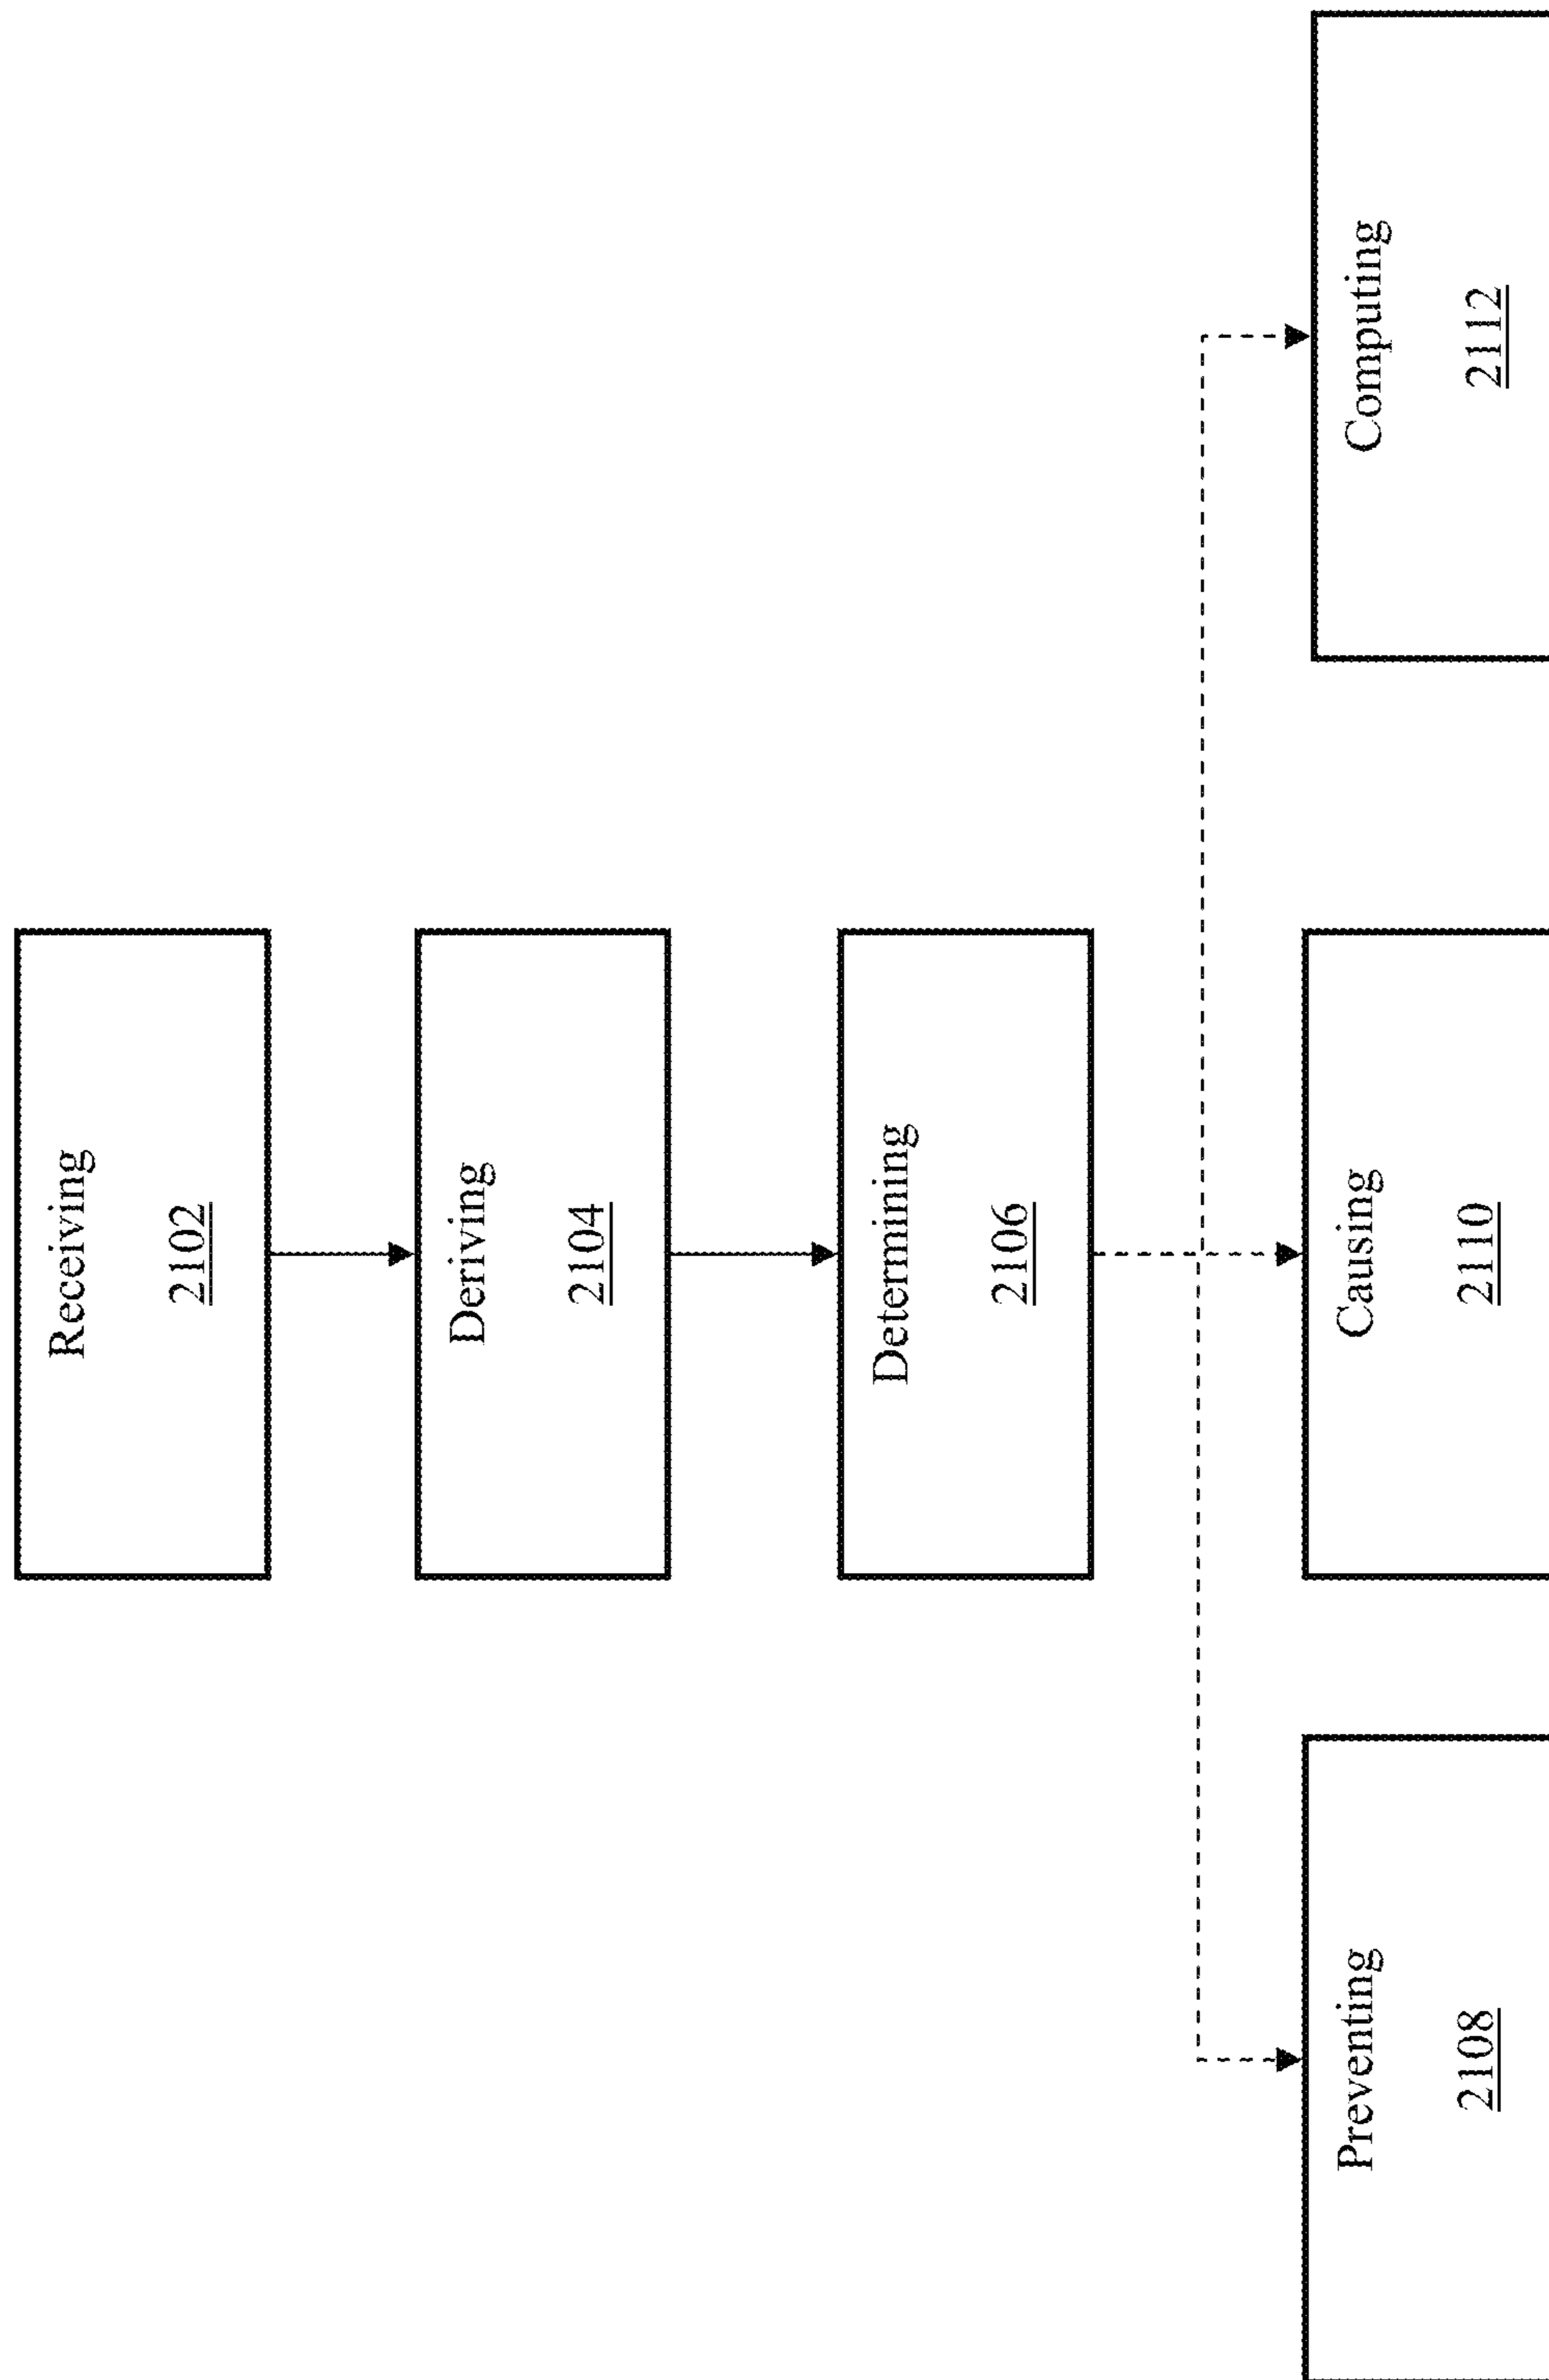 Receiving
2102
Deriving
2104
Determining
2106
Preventing
2108
Causing
2110
Computing
2112